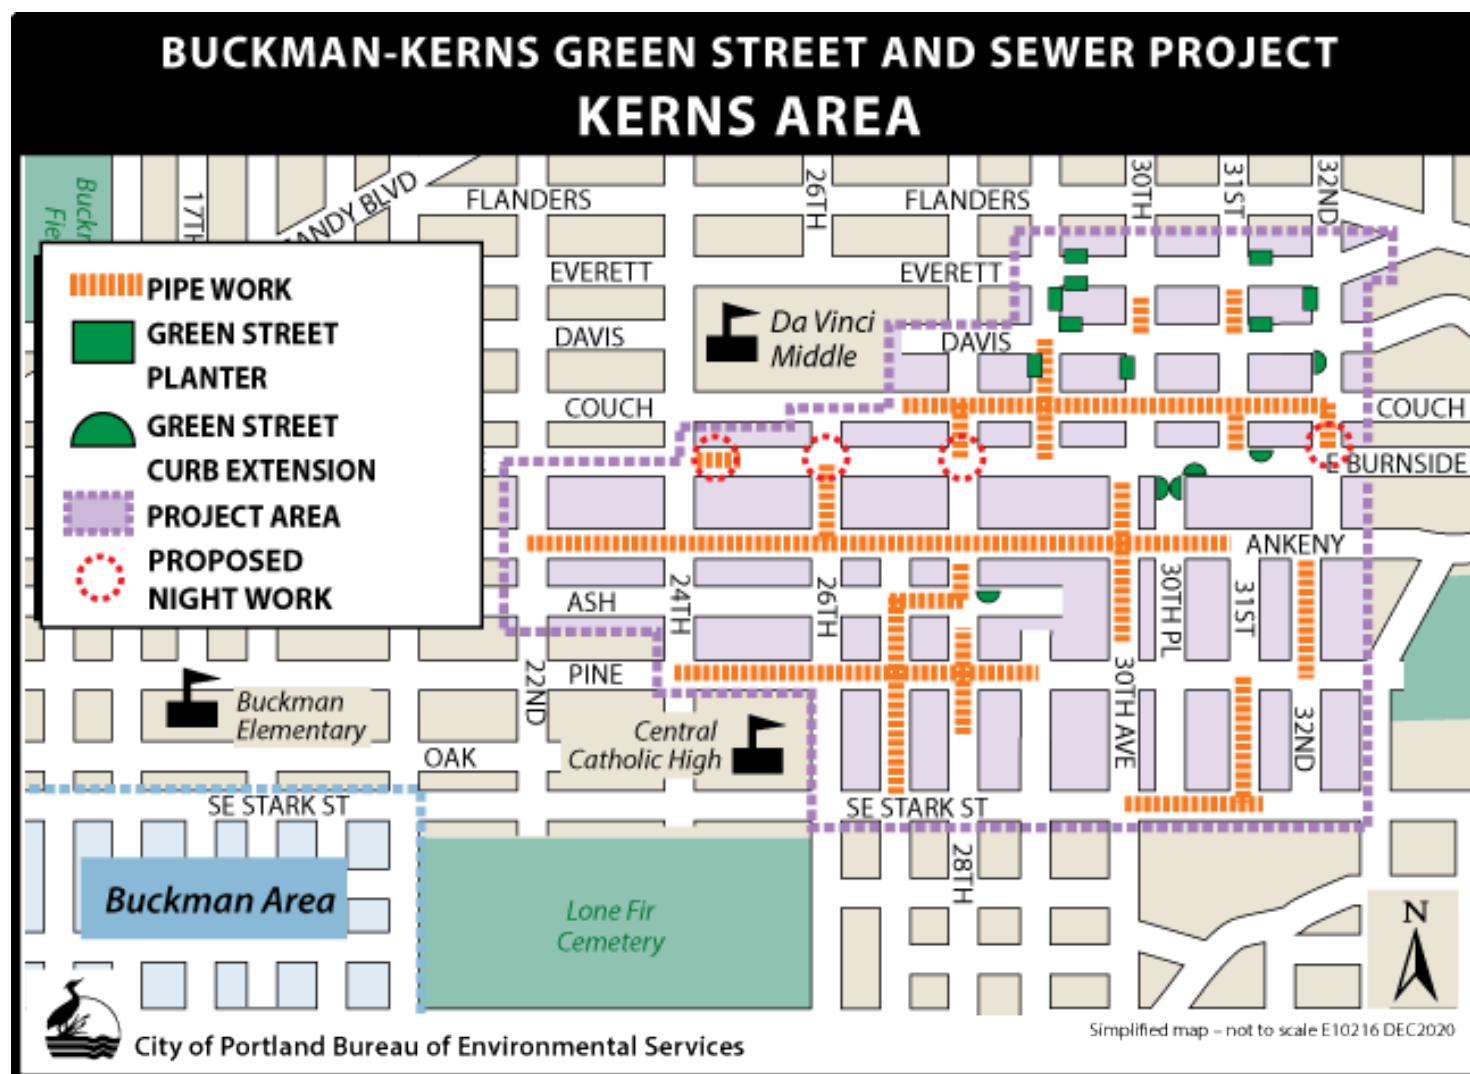 BUCKMAN-KERNS GREEN STREET AND SEWER PROJECT
KERNS AREA
17TH
SANDY BLVD
FLANDERS
26TH
FLANDERS
30TH
31ST
32ND
EVERETT
EVERETT
DAVIS
Da Vinci
Middle
DAVIS
COUCH
COUCH
E BURNSIDE
PIPE WORK
GREEN STREET
PLANTER
GREEN STREET
CURB EXTENSION
PROJECT AREA
PROPOSED
NIGHT WORK
ANKENY
ASH
24TH
26TH
30TH PL
31ST
22ND
PINE
30TH AVE
32ND
Buckman
Elementary
Central
Catholic High
OAK
SE STARK ST
SE STARK ST
28TH
Buckman Area
Lone Fir
Cemetery
N
Simplified map – not to scale E10216 DEC2020
City of Portland Bureau of Environmental Services